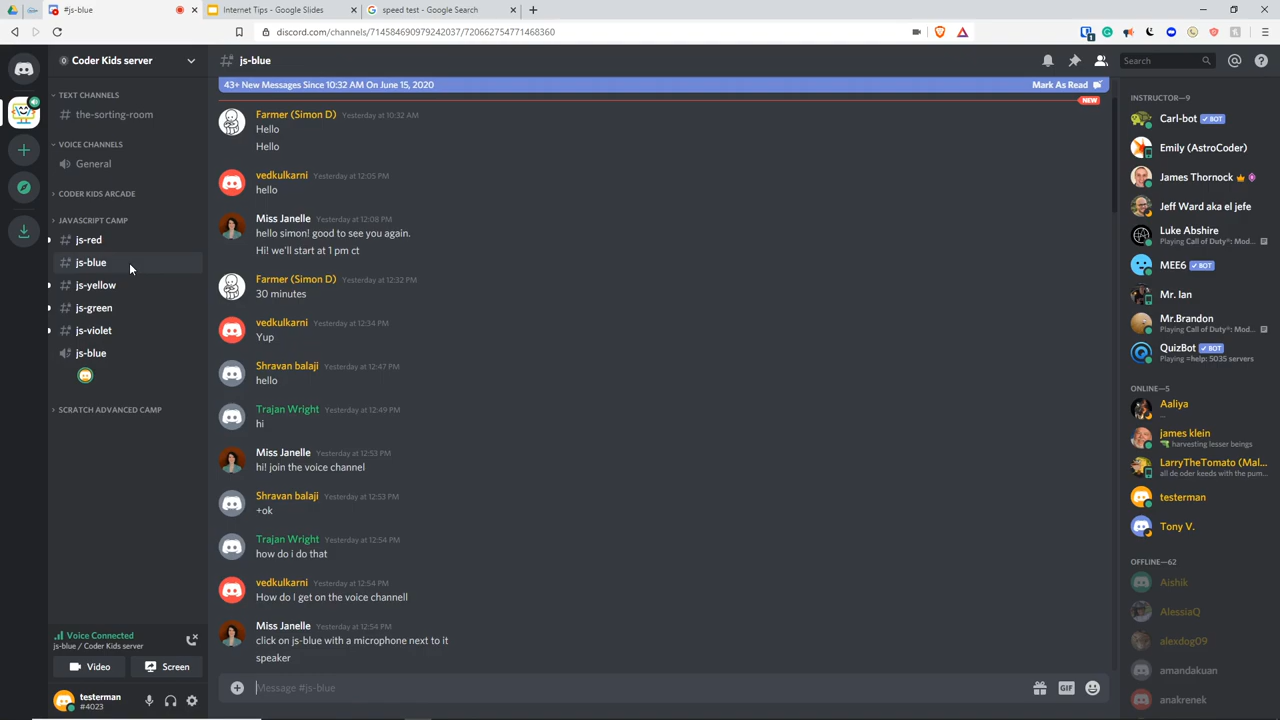 #js-blue
Internet Tips - Google Slides
speed test - Google Search
discord.com/channels/714584690979242037/720662754771468360
Coder Kids server
TEXT CHANNELS
the-sorting-room
VOICE CHANNELS
General
CODER KIDS ARCADE
JAVASCRIPT CAMP
js-red
js-blue
js-yellow
js-green
js-violet
js-blue
SCRATCH ADVANCED CAMP
Voice Connected
js-blue / Coder Kids server
Video
Screen
testerman
#4023
js-blue
Search
43+ New Messages Since 10:32 AM On June 15, 2020
Mark As Read
NEW
Farmer (Simon D) Yesterday at 10:32 AM
Hello
Hello
vedkulkarni Yesterday at 12:05 PM
hello
Miss Janelle Yesterday at 12:08 PM
hello simon! good to see you again.
Hi! we'll start at 1 pm ct
Farmer (Simon D) Yesterday at 12:32 PM
30 minutes
vedkulkarni Yesterday at 12:34 PM
Yup
Shravan balaji Yesterday at 12:47 PM
hello
Trajan Wright Yesterday at 12:49 PM
hi
Miss Janelle Yesterday at 12:53 PM
hi! join the voice channel
Shravan balaji Yesterday at 12:53 PM
+ok
Trajan Wright Yesterday at 12:54 PM
how do i do that
vedkulkarni Yesterday at 12:54 PM
How do I get on the voice channell
Miss Janelle Yesterday at 12:54 PM
click on js-blue with a microphone next to it
speaker
Message #js-blue
GIF
INSTRUCTOR—9
Carl-bot BOT
Emily (AstroCoder)
James Thornock
Jeff Ward aka el jefe
Luke Abshire
Playing Call of Duty®: Mod...
MEE6 BOT
Mr. Ian
Mr.Brandon
Playing Call of Duty®: Mod...
QuizBot BOT
Playing =help: 5035 servers
ONLINE—5
Aaliya
...
james klein
harvesting lesser beings
LarryTheTomato (Mal...
all de oder keeds with the pum...
testerman
Tony V.
OFFLINE—62
Aishik
AlessiaQ
alexdog09
amandakuan
anakrenek